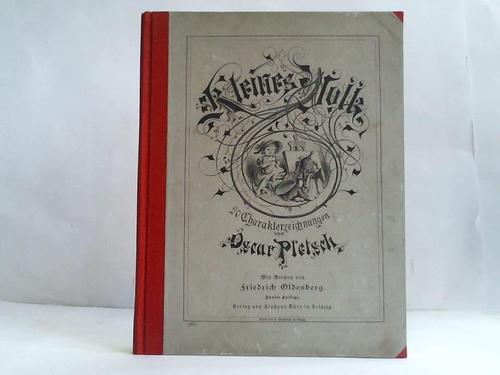 Kleines Volk
20 Charakterzeichnungen
von
Oscar Pletsch
Mit Reimen von
Friedrich Oldenberg.
Fünfte Auflage.
Verlag von Alphons Dürr in Leipzig.